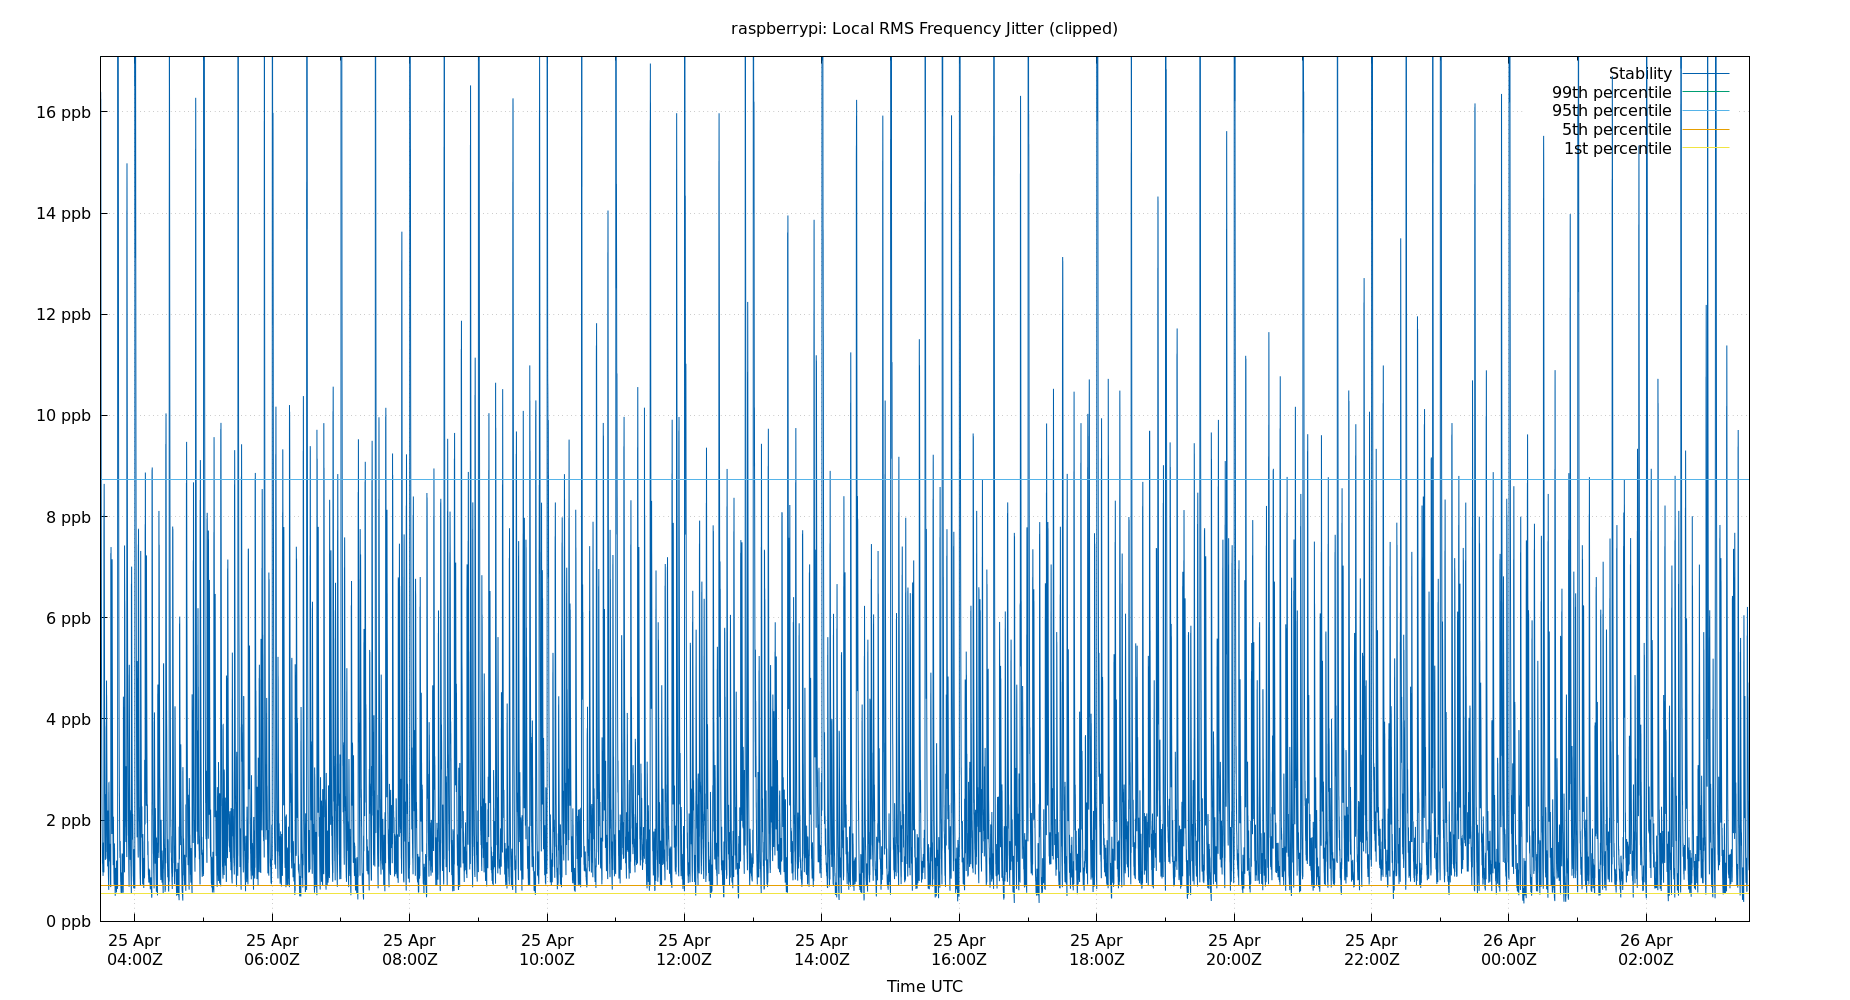 raspberrypi: Local RMS Frequency Jitter (clipped)
Stability
99th percentile
95th percentile
5th percentile
1st percentile
16 ppb
14 ppb
12 ppb
10 ppb
8 ppb
6 ppb
4 ppb
2 ppb
0 ppb
25 Apr 25 Apr 25 Apr 25 Apr 25 Apr 25 Apr 25 Apr 25 Apr 25 Apr 25 Apr 26 Apr 26 Apr
04:00Z 06:00Z 08:00Z 10:00Z 12:00Z 14:00Z 16:00Z 18:00Z 20:00Z 22:00Z 00:00Z 02:00Z
Time UTC